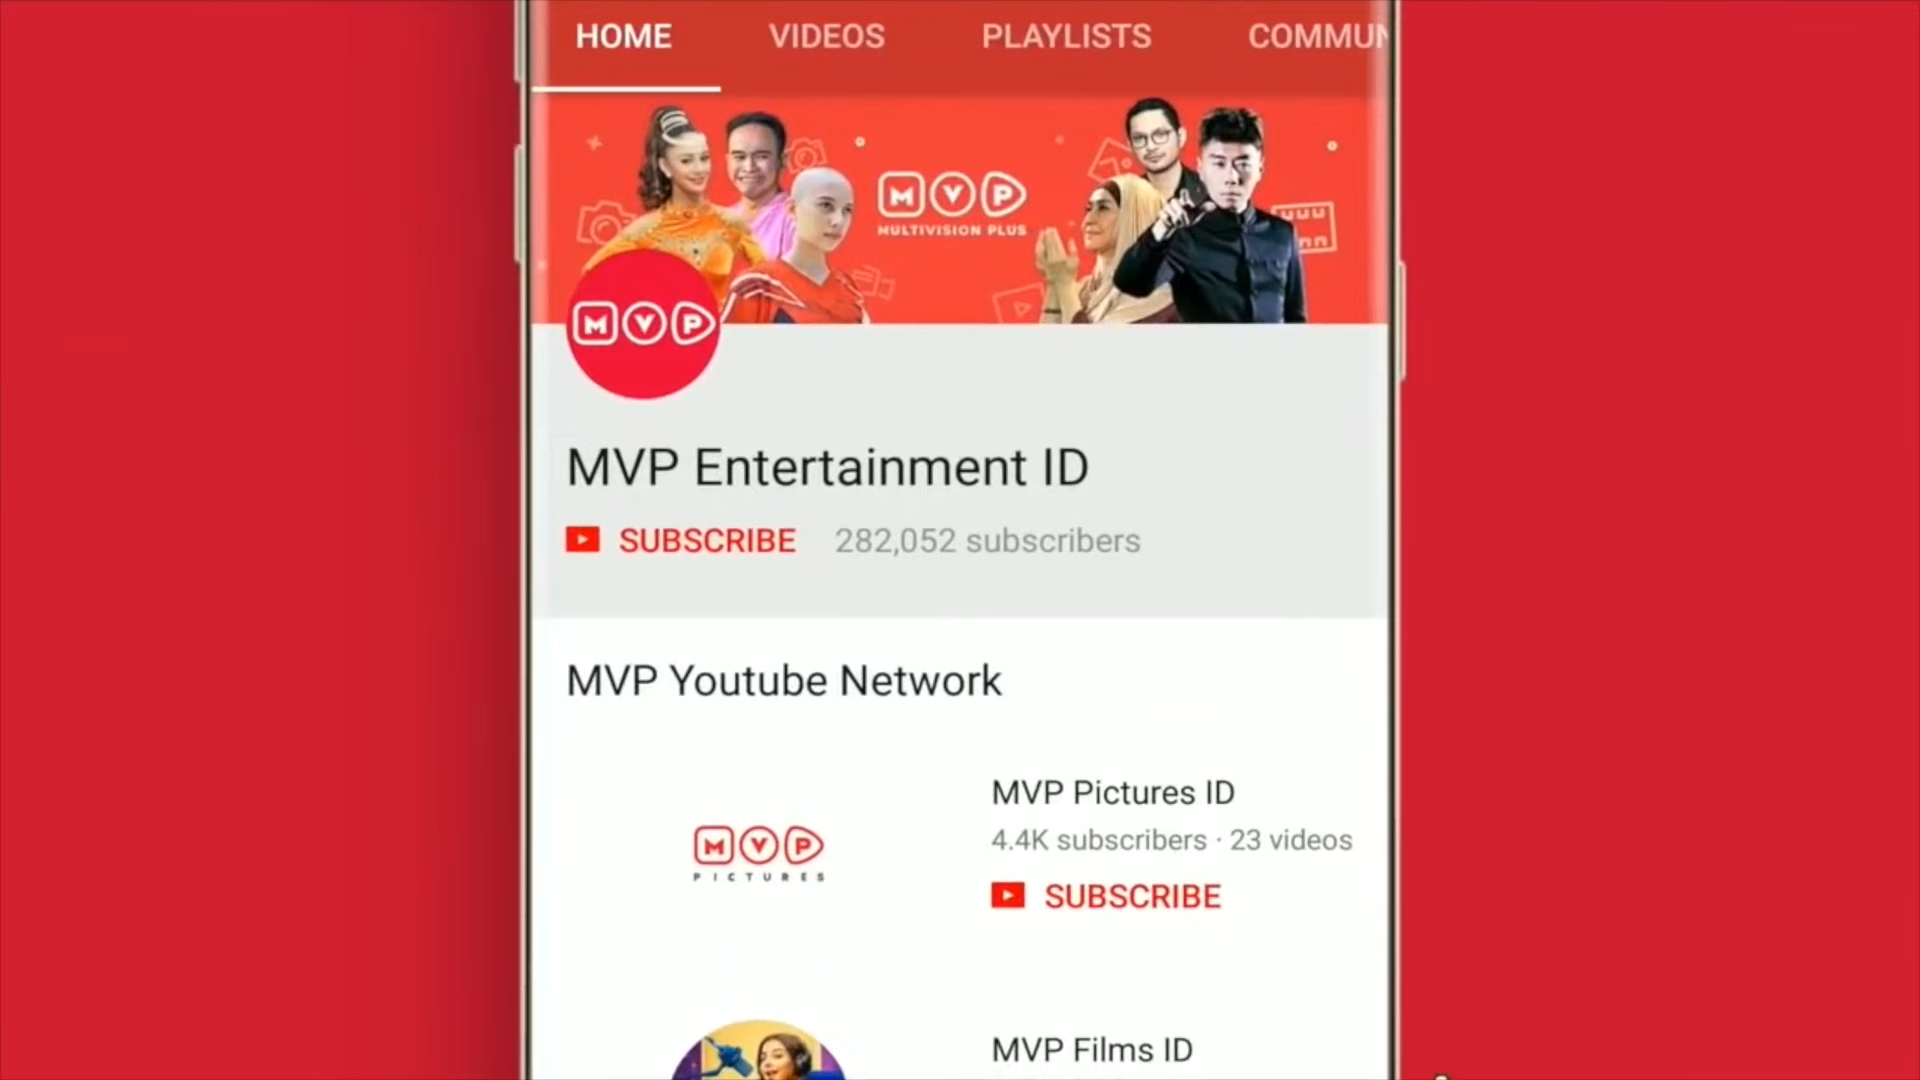 HOME VIDEOS PLAYLISTS COMMUN
MVP
MULTIVISION PLUS
MVP
MVP Entertainment ID
SUBSCRIBE 282,052 subscribers
MVP Youtube Network
MVP Pictures ID
4.4K subscribers · 23 videos
MVP
PICTURES
SUBSCRIBE
MVP Films ID